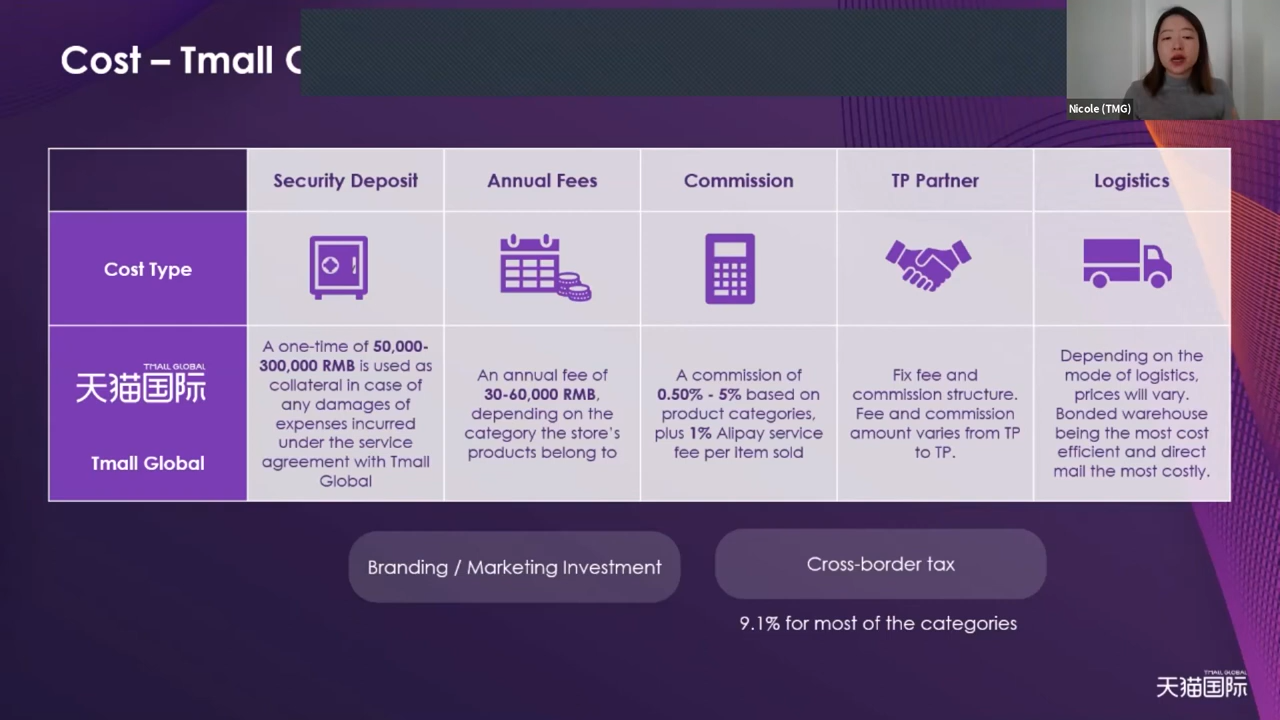 Cost – Tmall
Nicole (TMG)
Security Deposit
Annual Fees
Commission
TP Partner
Logistics
Cost Type
TMALL GLOBAL
天猫国际
Tmall Global
A one-time of 50,000-
300,000 RMB is used as
collateral in case of
any damages of
expenses incurred
under the service
agreement with Tmall
Global
An annual fee of
30-60,000 RMB,
depending on the
category the store's
products belong to
A commission of
0.50% - 5% based on
product categories,
plus 1% Alipay service
fee per item sold
Fix fee and
commission structure.
Fee and commission
amount varies from TP
to TP.
Depending on the
mode of logistics,
prices will vary.
Bonded warehouse
being the most cost
efficient and direct
mail the most costly.
Branding / Marketing Investment
Cross-border tax
9.1% for most of the categories
TMALL GLOBAL
天猫国际